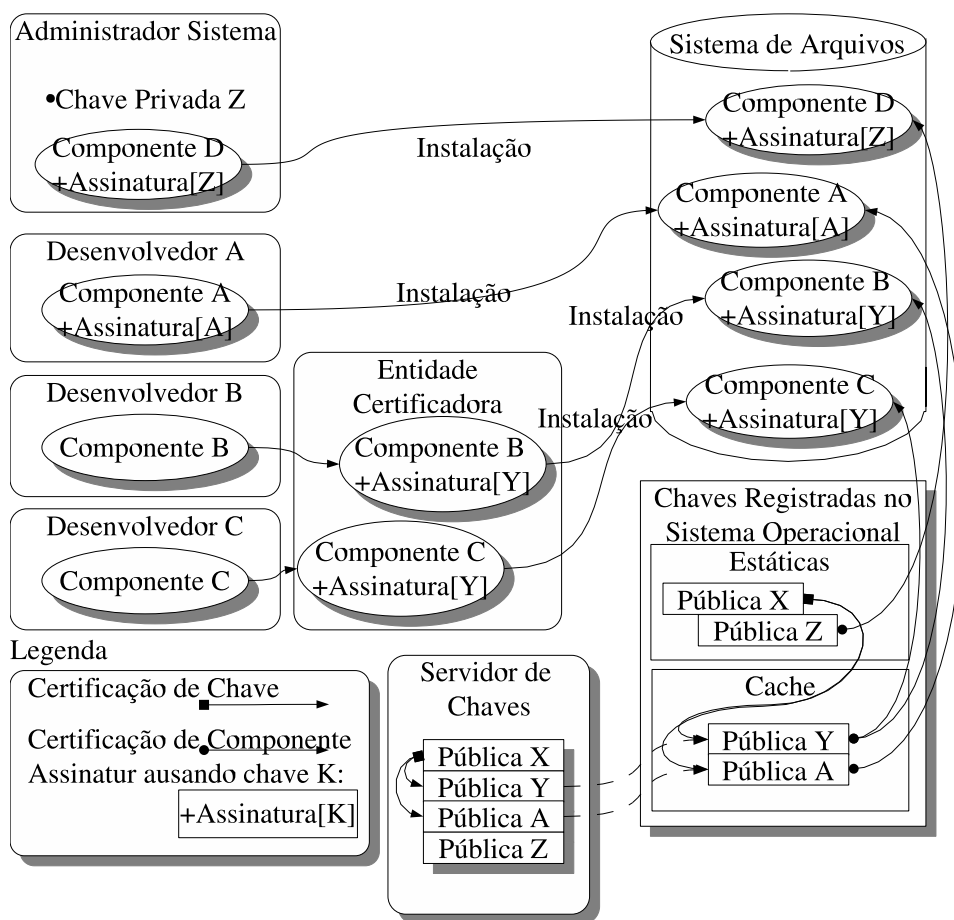 Administrador Sistema
•Chave Privada Z
Componente D
+Assinatura[Z]
Instalação
Sistema de Arquivos
Componente D
+Assinatura[Z]
Componente A
+Assinatura[A]
Componente B
+Assinatura[Y]
Componente C
+Assinatura[Y]
Desenvolvedor A
Componente A
+Assinatura[A]
Instalação
Instalação
Instalação
Desenvolvedor B
Componente B
Entidade
Certificadora
Componente B
+Assinatura[Y]
Componente C
+Assinatura[Y]
Desenvolvedor C
Componente C
Chaves Registradas no
Sistema Operacional
Estáticas
Pública X
Pública Z
Cache
Pública Y
Pública A
Legenda
Certificação de Chave
Certificação de Componente
Assinatur ausando chave K:
+Assinatura[K]
Servidor de
Chaves
Pública X
Pública Y
Pública A
Pública Z